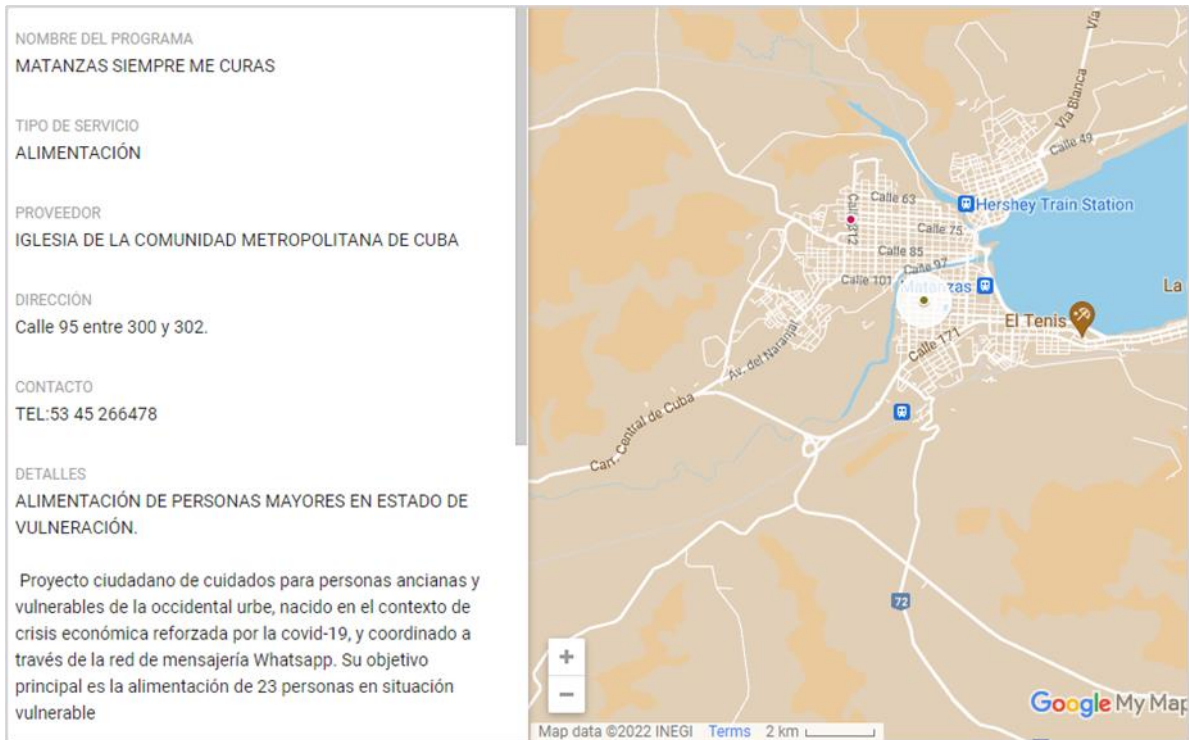 NOMBRE DEL PROGRAMA
MATANZAS SIEMPRE ME CURAS
TIPO DE SERVICIO
ALIMENTACIÓN
PROVEEDOR
IGLESIA DE LA COMUNIDAD METROPOLITANA DE CUBA
DIRECCIÓN
Calle 95 entre 300 y 302.
CONTACTO
TEL:53 45 266478
DETALLES
ALIMENTACIÓN DE PERSONAS MAYORES EN ESTADO DE
VULNERACIÓN.
Proyecto ciudadano de cuidados para personas ancianas y
vulnerables de la occidental urbe, nacido en el contexto de
crisis económica reforzada por la covid-19, y coordinado a
través de la red de mensajería Whatsapp. Su objetivo
principal es la alimentación de 23 personas en situación
vulnerable
Vía
Vía Blanca
Calle 49
Calle 63
Hershey Train Station
Calle 312
Calle 75
Calle 85
Calle 97
Calle 101
Matanzas
La
El Tenis
Calle 171
Av. del Naranjal
Carr. Central de Cuba
72
+
−
Google My Map
Map data ©2022 INEGI Terms 2 km